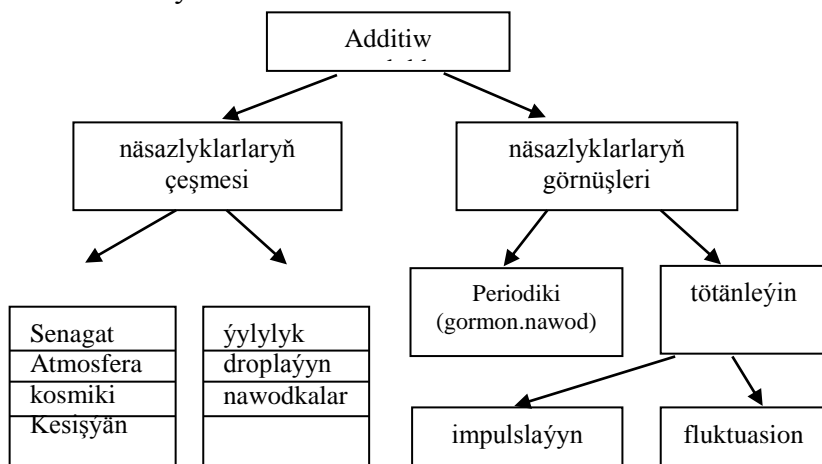 Additiw
näsazlyklarlaryň
çeşmesi
näsazlyklarlaryň
görnüşleri
Periodiki
(gormon.nawod)
tötänleýin
Senagat
Atmosfera
kosmiki
Kesişýän
ýylylyk
droplaýyn
nawodkalar
impulslaýyn
fluktuasion